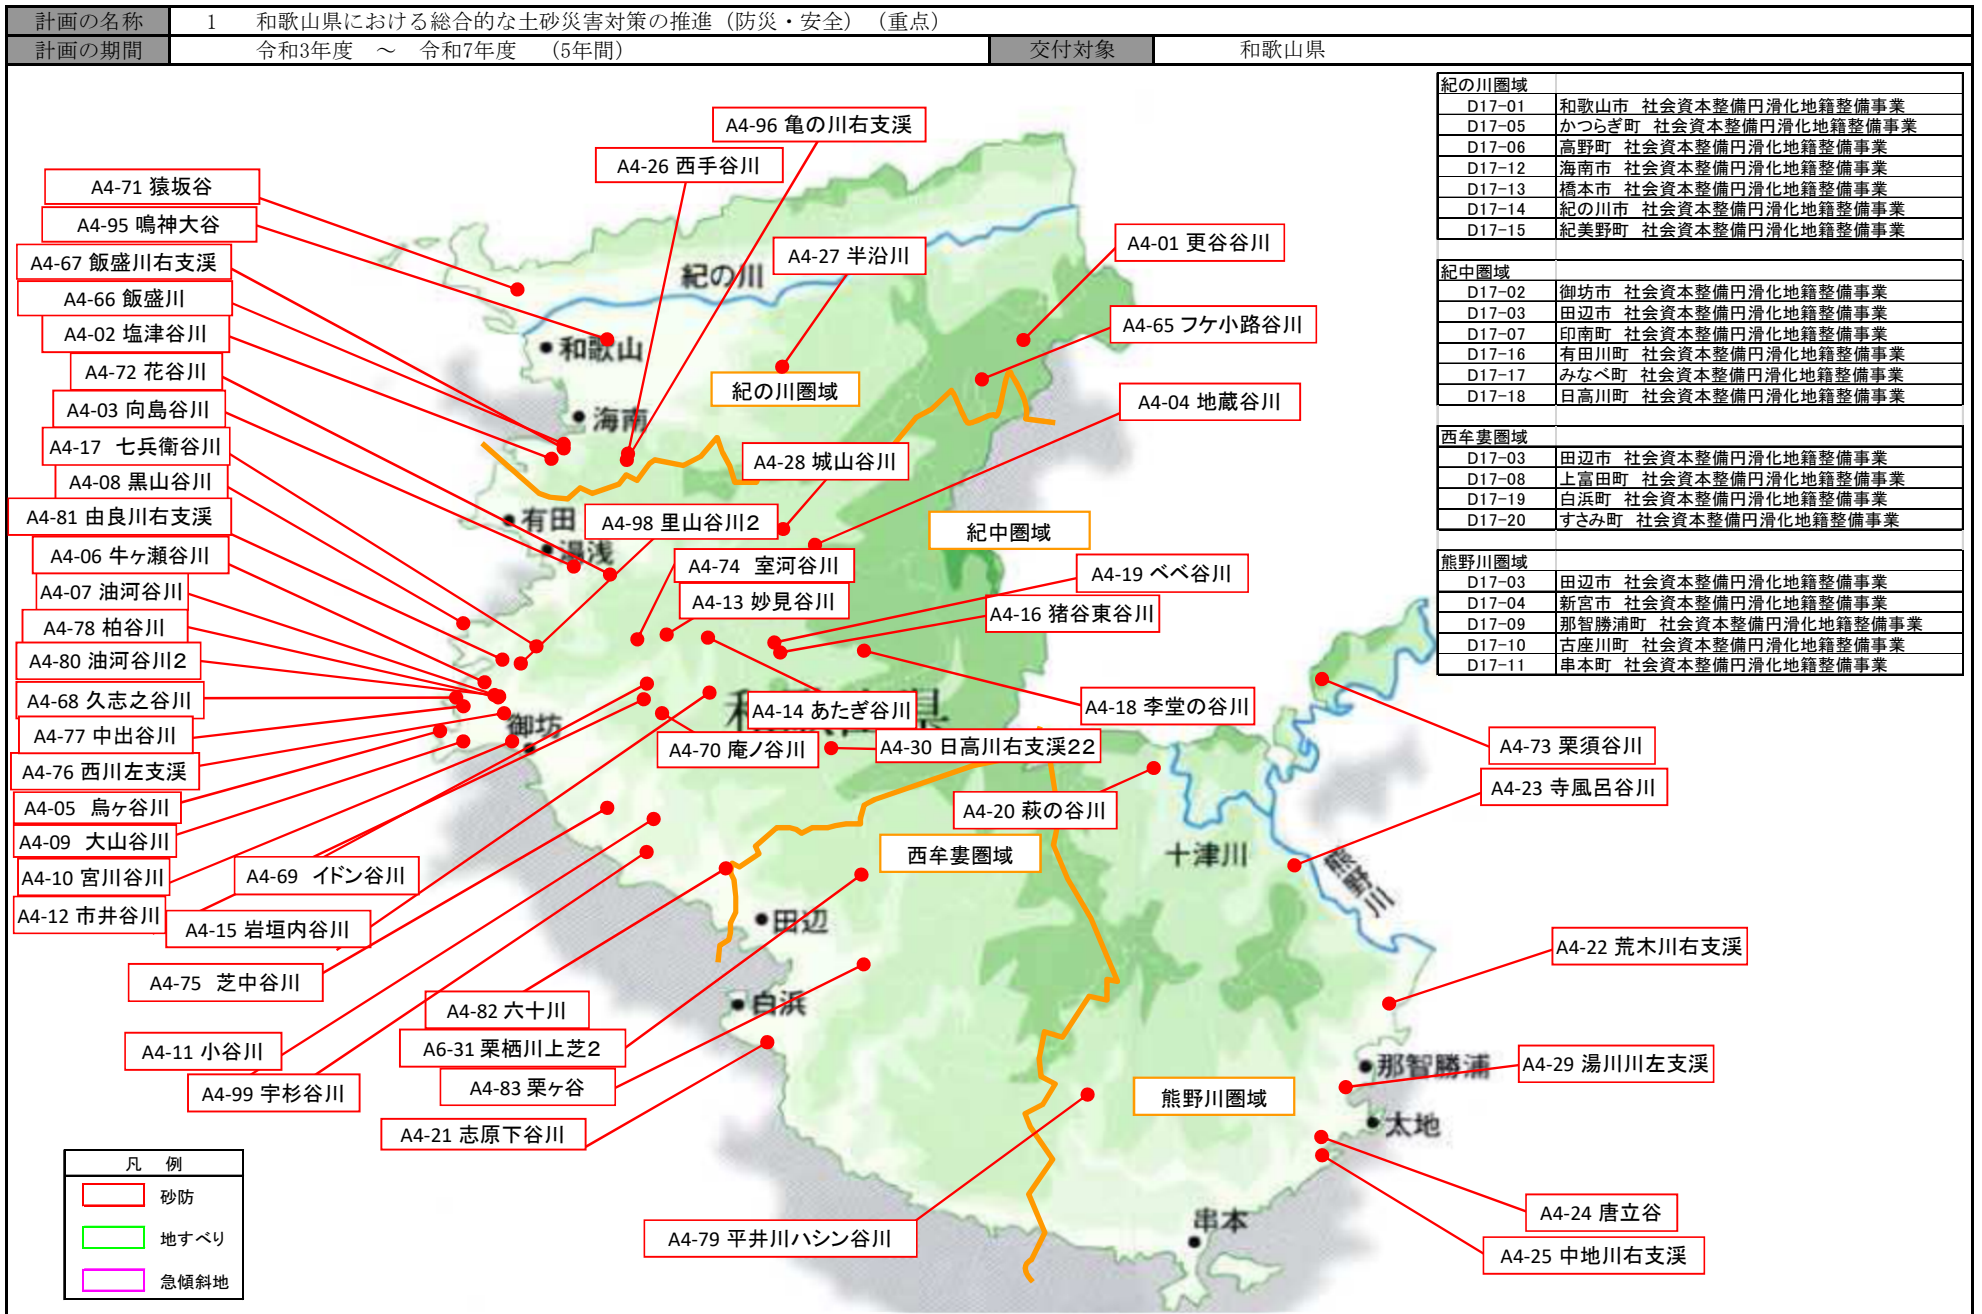 計画の名称 1 和歌山県における総合的な土砂災害対策の推進（防災・安全）（重点）
計画の期間 令和3年度 ～ 令和7年度 （5年間） 交付対象 和歌山県
紀の川圏域
D17-01 和歌山市 社会資本整備円滑化地籍整備事業
D17-05 かつらぎ町 社会資本整備円滑化地籍整備事業
D17-06 高野町 社会資本整備円滑化地籍整備事業
D17-12 海南市 社会資本整備円滑化地籍整備事業
D17-13 橋本市 社会資本整備円滑化地籍整備事業
D17-14 紀の川市 社会資本整備円滑化地籍整備事業
D17-15 紀美野町 社会資本整備円滑化地籍整備事業
紀中圏域
D17-02 御坊市 社会資本整備円滑化地籍整備事業
D17-03 田辺市 社会資本整備円滑化地籍整備事業
D17-07 印南町 社会資本整備円滑化地籍整備事業
D17-16 有田川町 社会資本整備円滑化地籍整備事業
D17-17 みなべ町 社会資本整備円滑化地籍整備事業
D17-18 日高川町 社会資本整備円滑化地籍整備事業
西牟婁圏域
D17-03 田辺市 社会資本整備円滑化地籍整備事業
D17-08 上富田町 社会資本整備円滑化地籍整備事業
D17-19 白浜町 社会資本整備円滑化地籍整備事業
D17-20 すさみ町 社会資本整備円滑化地籍整備事業
熊野川圏域
D17-03 田辺市 社会資本整備円滑化地籍整備事業
D17-04 新宮市 社会資本整備円滑化地籍整備事業
D17-09 那智勝浦町 社会資本整備円滑化地籍整備事業
D17-10 古座川町 社会資本整備円滑化地籍整備事業
D17-11 串本町 社会資本整備円滑化地籍整備事業
A4-96 亀の川右支渓
A4-26 西手谷川
A4-71 猿坂谷
A4-95 鳴神大谷
A4-67 飯盛川右支渓
A4-66 飯盛川
A4-02 塩津谷川
A4-72 花谷川
A4-03 向島谷川
A4-17 七兵衛谷川
A4-08 黒山谷川
A4-81 由良川右支渓
A4-06 牛ヶ瀬谷川
A4-07 油河谷川
A4-78 柏谷川
A4-80 油河谷川2
A4-68 久志之谷川
A4-77 中出谷川
A4-76 西川左支渓
A4-05 烏ヶ谷川
A4-09 大山谷川
A4-10 宮川谷川
A4-12 市井谷川
A4-69 イドン谷川
A4-15 岩垣内谷川
A4-75 芝中谷川
A4-11 小谷川
A4-99 宇杉谷川
A4-82 六十川
A6-31 栗栖川上芝2
A4-83 栗ヶ谷
A4-21 志原下谷川
A4-79 平井川ハシン谷川
A4-27 半沿川
A4-01 更谷谷川
A4-65 フケ小路谷川
A4-04 地蔵谷川
A4-28 城山谷川
A4-98 里山谷川2
A4-74 室河谷川
A4-13 妙見谷川
A4-19 ベベ谷川
A4-16 猪谷東谷川
A4-14 あたぎ谷川
A4-18 李堂の谷川
A4-70 庵ノ谷川
A4-30 日高川右支渓22
A4-20 萩の谷川
A4-73 栗須谷川
A4-23 寺風呂谷川
A4-22 荒木川右支渓
A4-29 湯川川左支渓
A4-24 唐立谷
A4-25 中地川右支渓
紀の川圏域
紀中圏域
西牟婁圏域
熊野川圏域
紀の川
和歌山
海南
有田
湯浅
御坊
田辺
白浜
十津川
熊野川
那智勝浦
太地
串本
凡 例
砂防
地すべり
急傾斜地